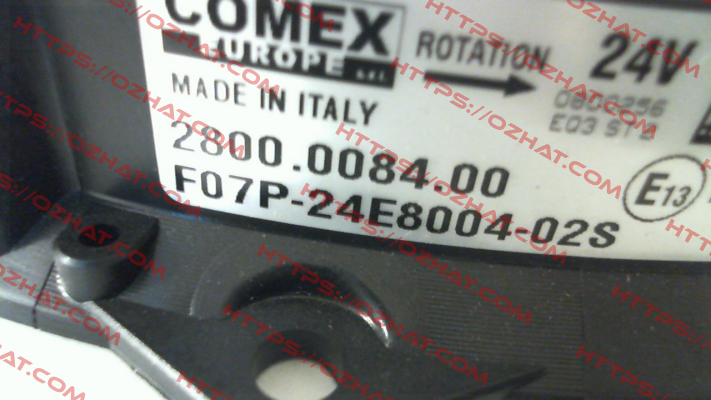 COMEX
EUROPE s.r.l.
ROTATION
24V
MADE IN ITALY
2800.0084.00
F07P-24E8004-02S
E13
HTTPS://OZHAT.COM